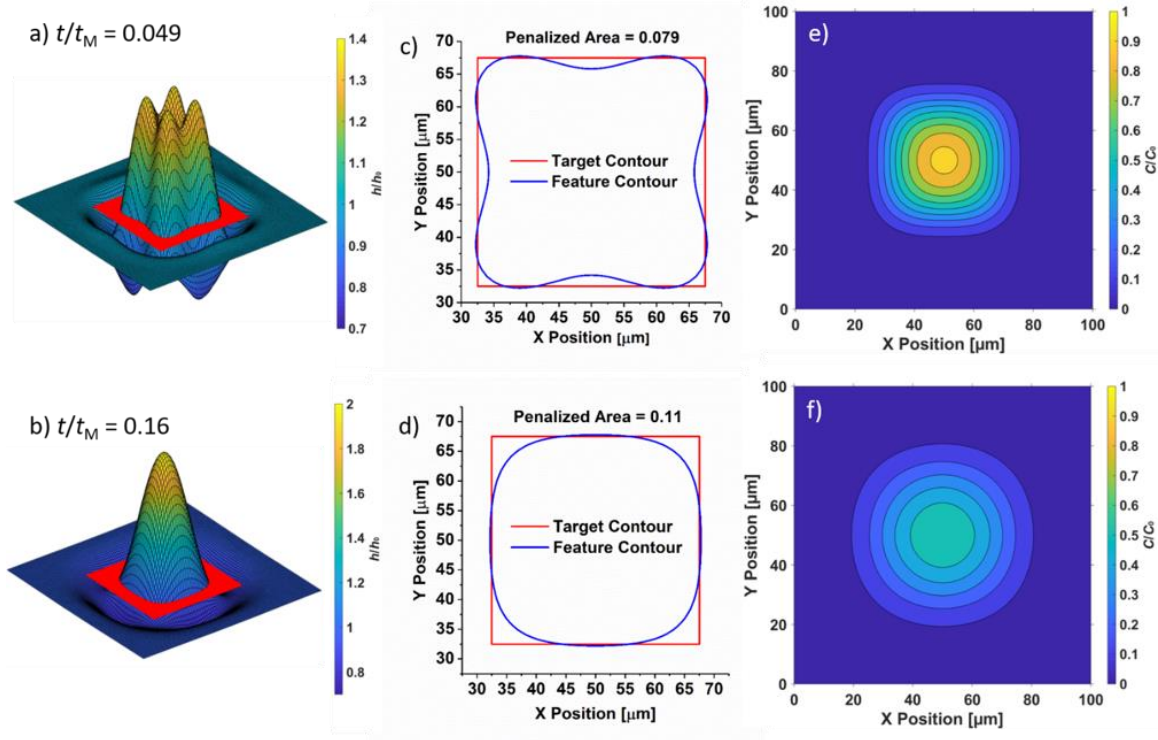 a) t/tM = 0.049
1.4
1.3
1.2
1.1
1
0.9
0.8
0.7
h/h₀
c)
Penalized Area = 0.079
70
65
60
55
50
45
40
35
30
Y Position [μm]
Target Contour
Feature Contour
30 35 40 45 50 55 60 65 70
X Position [μm]
e)
100
80
60
40
20
0
Y Position [μm]
0 20 40 60 80 100
X Position [μm]
1
0.9
0.8
0.7
0.6
0.5
0.4
0.3
0.2
0.1
0
C/C₀
b) t/tM = 0.16
2
1.8
1.6
1.4
1.2
1
0.8
h/h₀
d)
Penalized Area = 0.11
70
65
60
55
50
45
40
35
30
Y Position [μm]
Target Contour
Feature Contour
30 35 40 45 50 55 60 65 70
X Position [μm]
f)
100
80
60
40
20
0
Y Position [μm]
0 20 40 60 80 100
X Position [μm]
1
0.9
0.8
0.7
0.6
0.5
0.4
0.3
0.2
0.1
0
C/C₀